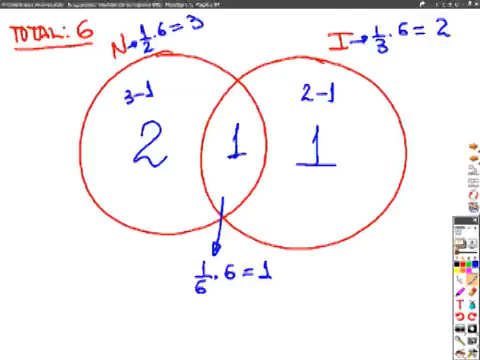 TOTAL: 6
N→ 1/2 . 6 = 3
I→ 1/3 . 6 = 2
3-1
2-1
2
1
1
1/6 . 6 = 1